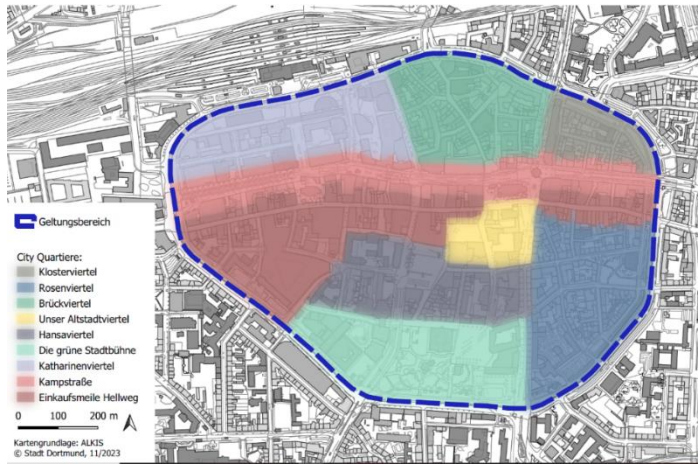 Geltungsbereich
City Quartiere:
Klosterviertel
Rosenviertel
Brückviertel
Unser Altstadtviertel
Hansaviertel
Die grüne Stadtbühne
Katharinenviertel
Kampstraße
Einkaufsmeile Hellweg
0 100 200 m
Kartengrundlage: ALKIS
© Stadt Dortmund, 11/2023